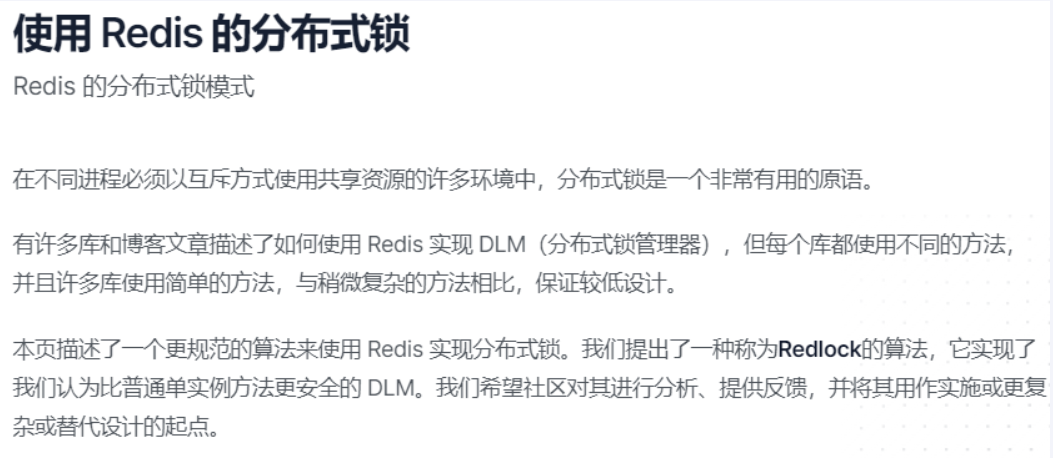 使用 Redis 的分布式锁
Redis 的分布式锁模式
在不同进程必须以互斥方式使用共享资源的许多环境中，分布式锁是一个非常有用的原语。
有许多库和博客文章描述了如何使用 Redis 实现 DLM（分布式锁管理器），但每个库都使用不同的方法，
并且许多库使用简单的方法，与稍微复杂的方法相比，保证较低设计。
本页描述了一个更规范的算法来使用 Redis 实现分布式锁。我们提出了一种称为Redlock的算法，它实现了
我们认为比普通单实例方法更安全的 DLM。我们希望社区对其进行分析、提供反馈，并将其用作实施或更复
杂或替代设计的起点。